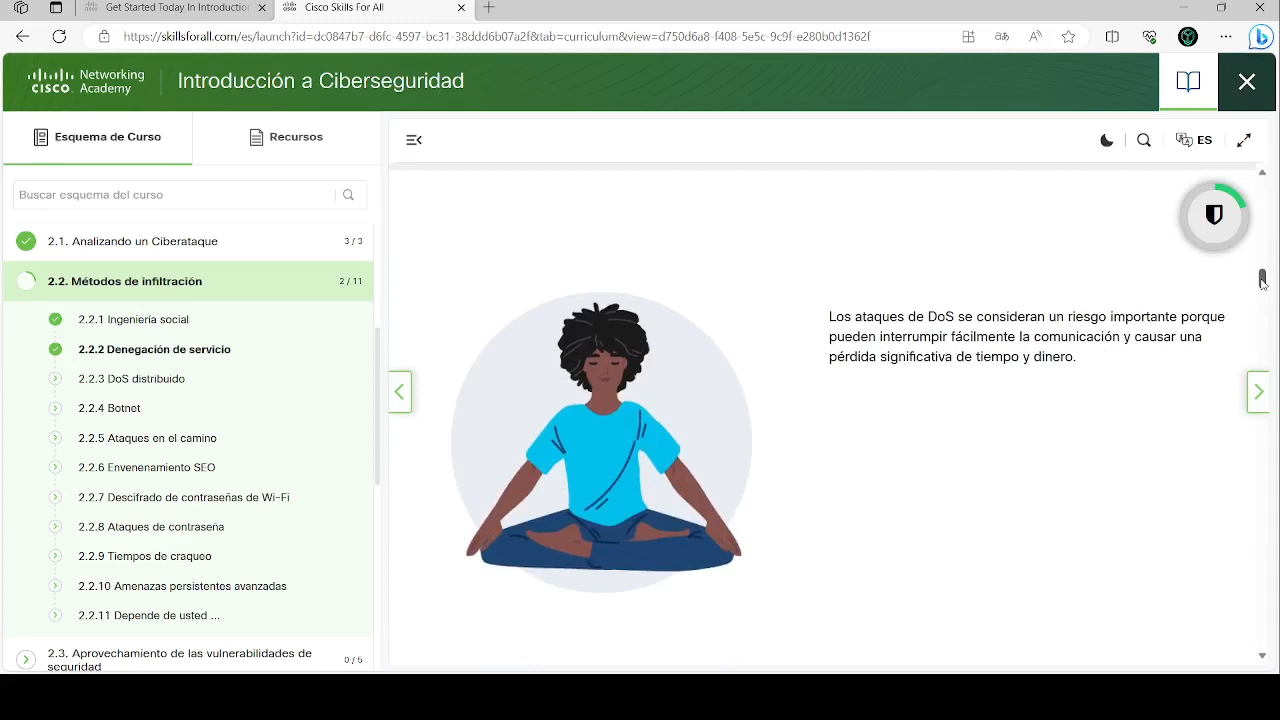 Get Started Today In Introduction
Cisco Skills For All
https://skillsforall.com/es/launch?id=dc0847b7-d6fc-4597-bc31-38ddd6b07a2f&tab=curriculum&view=d750d6a8-f408-5e5c-9c9f-e280b0d1362f
Networking
CISCO. Academy
Introducción a Ciberseguridad
Esquema de Curso
Recursos
ES
Buscar esquema del curso
2.1. Analizando un Ciberataque 3 / 3
2.2. Métodos de infiltración 2 / 11
2.2.1 Ingeniería social
2.2.2 Denegación de servicio
2.2.3 DoS distribuido
2.2.4 Botnet
2.2.5 Ataques en el camino
2.2.6 Envenenamiento SEO
2.2.7 Descifrado de contraseñas de Wi-Fi
2.2.8 Ataques de contraseña
2.2.9 Tiempos de craqueo
2.2.10 Amenazas persistentes avanzadas
2.2.11 Depende de usted ...
2.3. Aprovechamiento de las vulnerabilidades de
seguridad 0 / 5
Los ataques de DoS se consideran un riesgo importante porque
pueden interrumpir fácilmente la comunicación y causar una
pérdida significativa de tiempo y dinero.